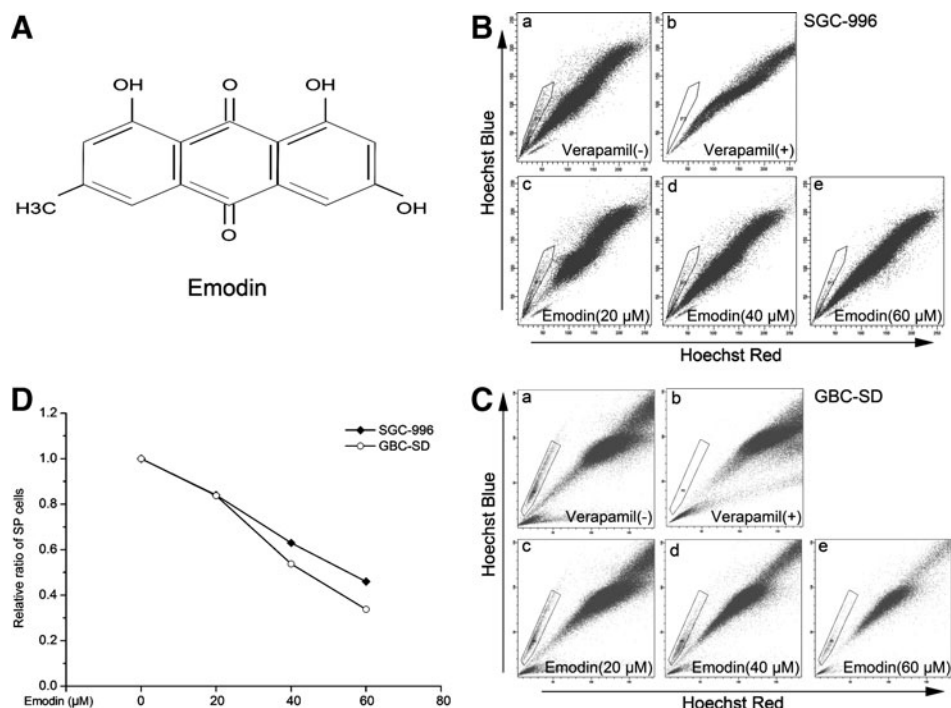 A
OH
O
OH
H3C
O
OH
Emodin
B
SGC-996
Hoechst Blue
a
Verapamil(-)
b
Verapamil(+)
c
Emodin(20 µM)
d
Emodin(40 µM)
e
Emodin(60 µM)
Hoechst Red
D
Relative ratio of SP cells
1.2
1.0
0.8
0.6
0.4
0.2
0.0
SGC-996
GBC-SD
Emodin (µM)
0
20
40
60
80
C
GBC-SD
Hoechst Blue
a
Verapamil(-)
b
Verapamil(+)
c
Emodin(20 µM)
d
Emodin(40 µM)
e
Emodin(60 µM)
Hoechst Red